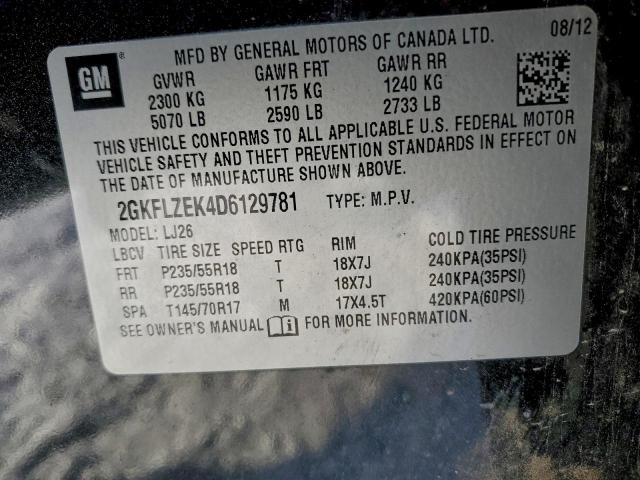 GM
MFD BY GENERAL MOTORS OF CANADA LTD. 08/12
GVWR GAWR FRT GAWR RR
2300 KG 1175 KG 1240 KG
5070 LB 2590 LB 2733 LB
THIS VEHICLE CONFORMS TO ALL APPLICABLE U.S. FEDERAL MOTOR
VEHICLE SAFETY AND THEFT PREVENTION STANDARDS IN EFFECT ON
THE DATE OF MANUFACTURE SHOWN ABOVE.
2GKFLZEK4D6129781 TYPE: M.P.V.
MODEL: LJ26
LBCV TIRE SIZE SPEED RTG RIM COLD TIRE PRESSURE
FRT P235/55R18 T 18X7J 240KPA(35PSI)
RR P235/55R18 T 18X7J 240KPA(35PSI)
SPA T145/70R17 M 17X4.5T 420KPA(60PSI)
SEE OWNER'S MANUAL FOR MORE INFORMATION.